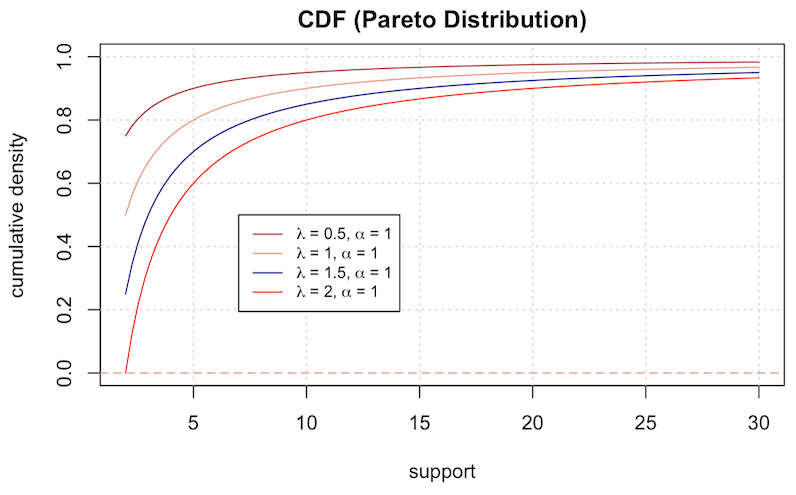 CDF (Pareto Distribution)
cumulative density
1.0
0.8
0.6
0.4
0.2
0.0
λ = 0.5, α = 1
λ = 1, α = 1
λ = 1.5, α = 1
λ = 2, α = 1
5 10 15 20 25 30
support